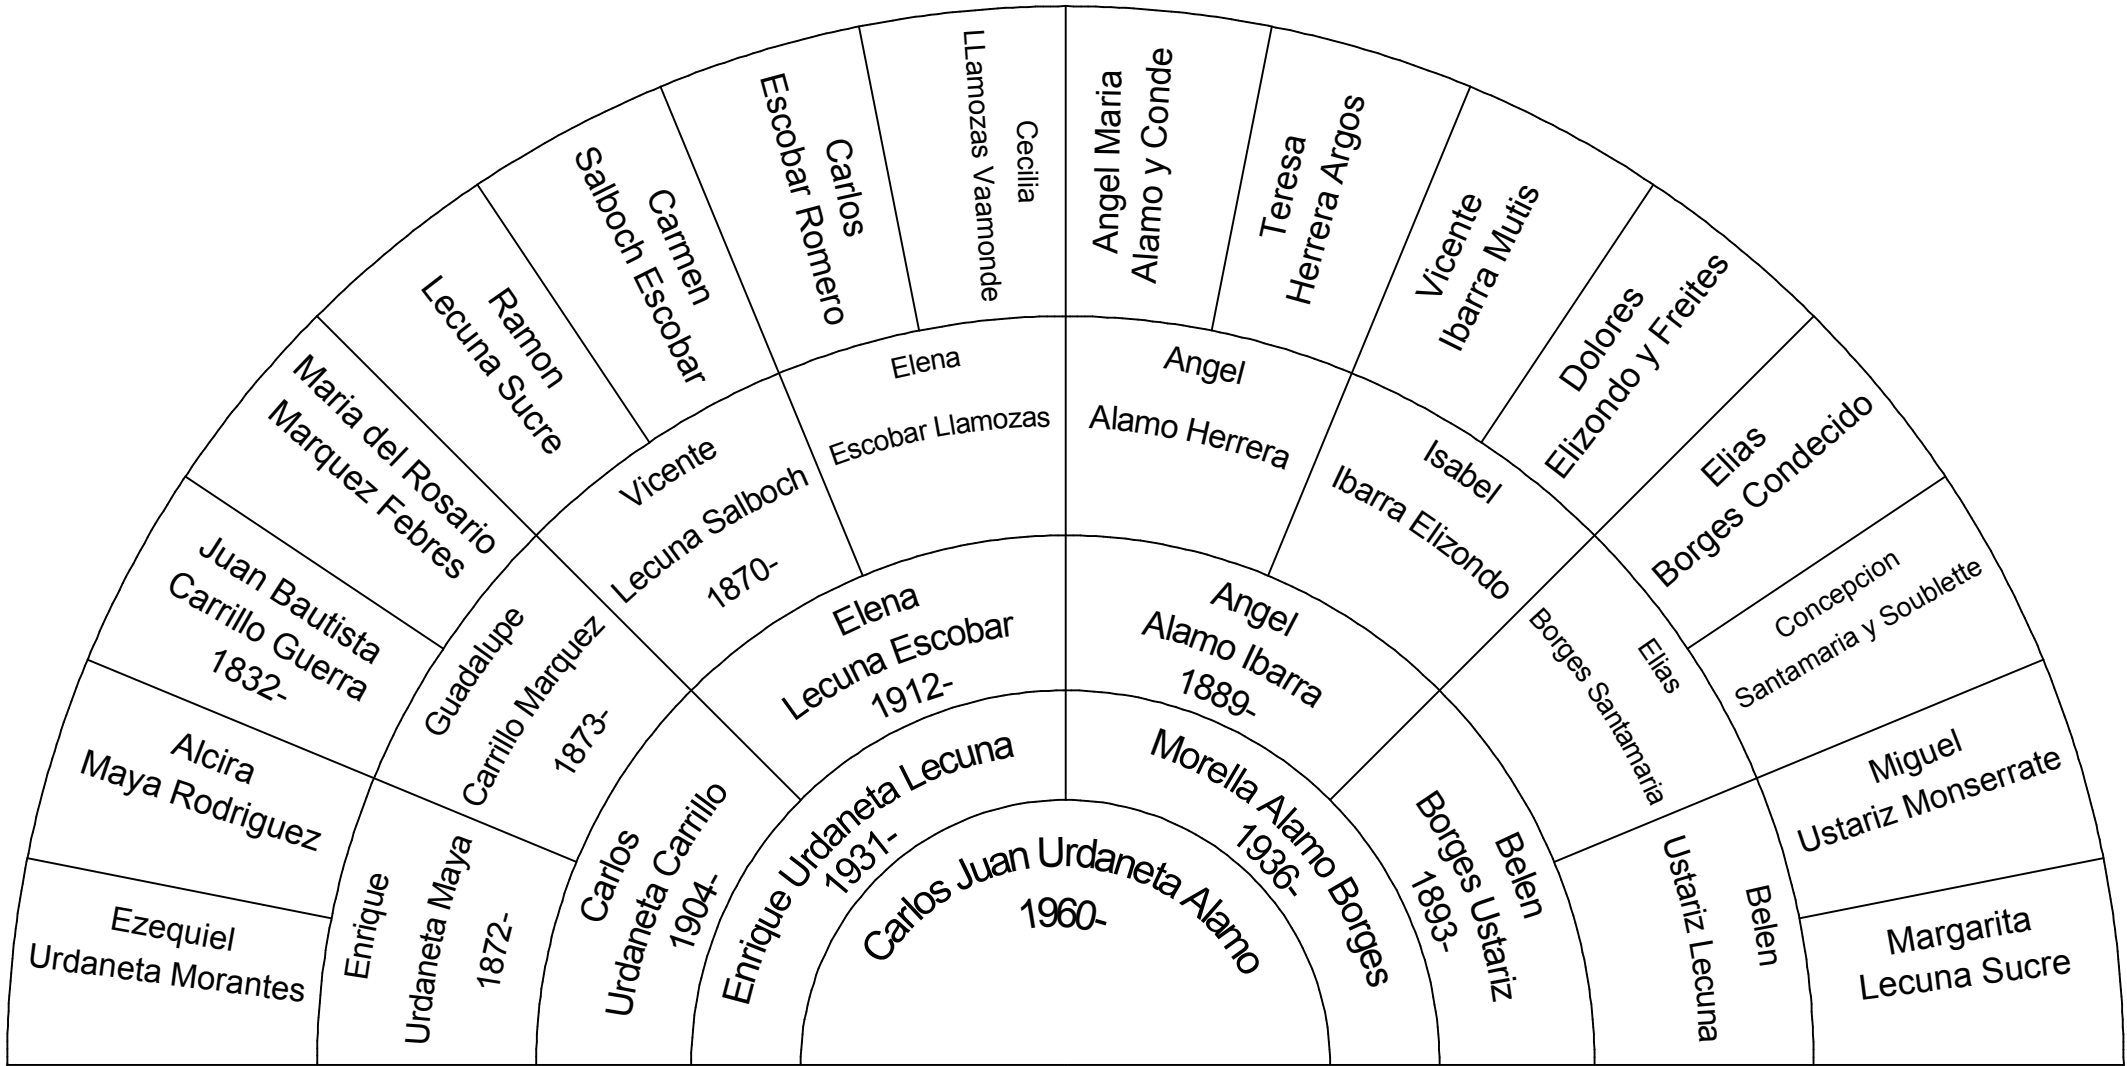 Carlos Juan Urdaneta Alamo
1960-
Enrique Urdaneta Lecuna
1931-
Morella Alamo Borges
1936-
Carlos
Urdaneta Carrillo
1904-
Elena
Lecuna Escobar
1912-
Angel
Alamo Ibarra
1889-
Belen
Borges Ustariz
1893-
Enrique
Urdaneta Maya
1872-
Guadalupe
Carrillo Marquez
1873-
Vicente
Lecuna Salboch
1870-
Elena
Escobar Llamozas
Angel
Alamo Herrera
Isabel
Ibarra Elizondo
Elias
Borges Santamaria
Belen
Ustariz Lecuna
Ezequiel
Urdaneta Morantes
Alcira
Maya Rodriguez
Juan Bautista
Carrillo Guerra
1832-
Maria del Rosario
Marquez Febres
Ramon
Lecuna Sucre
Carmen
Salboch Escobar
Carlos
Escobar Romero
Cecilia
LLamozas Vaamonde
Angel Maria
Alamo y Conde
Teresa
Herrera Argos
Vicente
Ibarra Mutis
Dolores
Elizondo y Freites
Elias
Borges Condecido
Concepcion
Santamaria y Soublette
Miguel
Ustariz Monserrate
Margarita
Lecuna Sucre